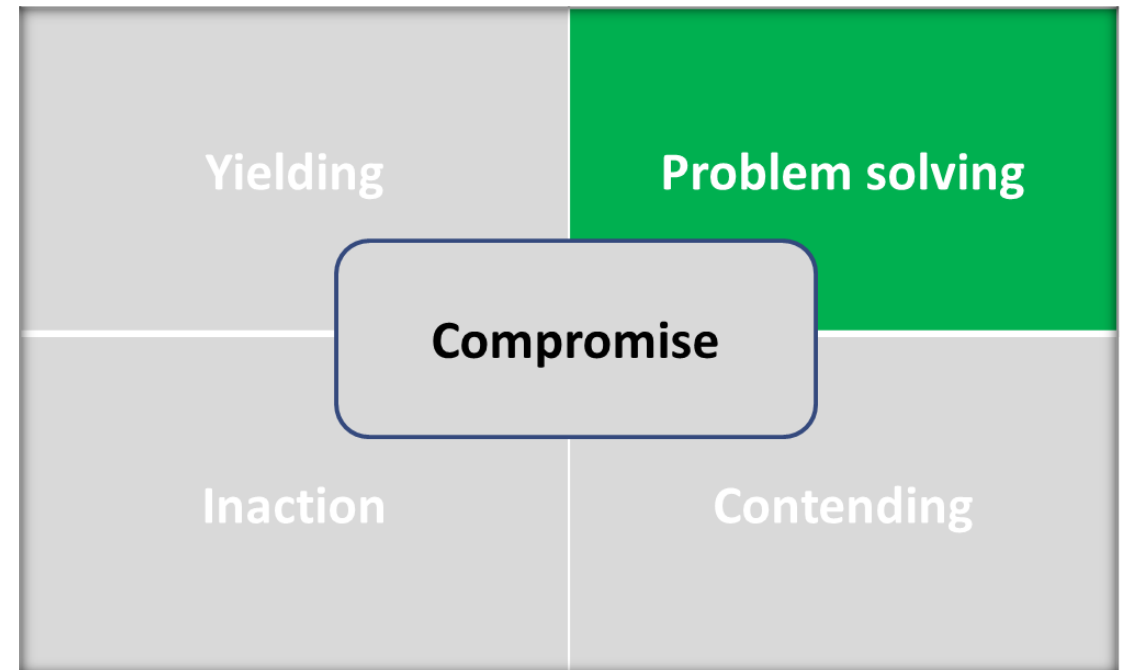 Yielding
Problem solving
Compromise
Inaction
Contending